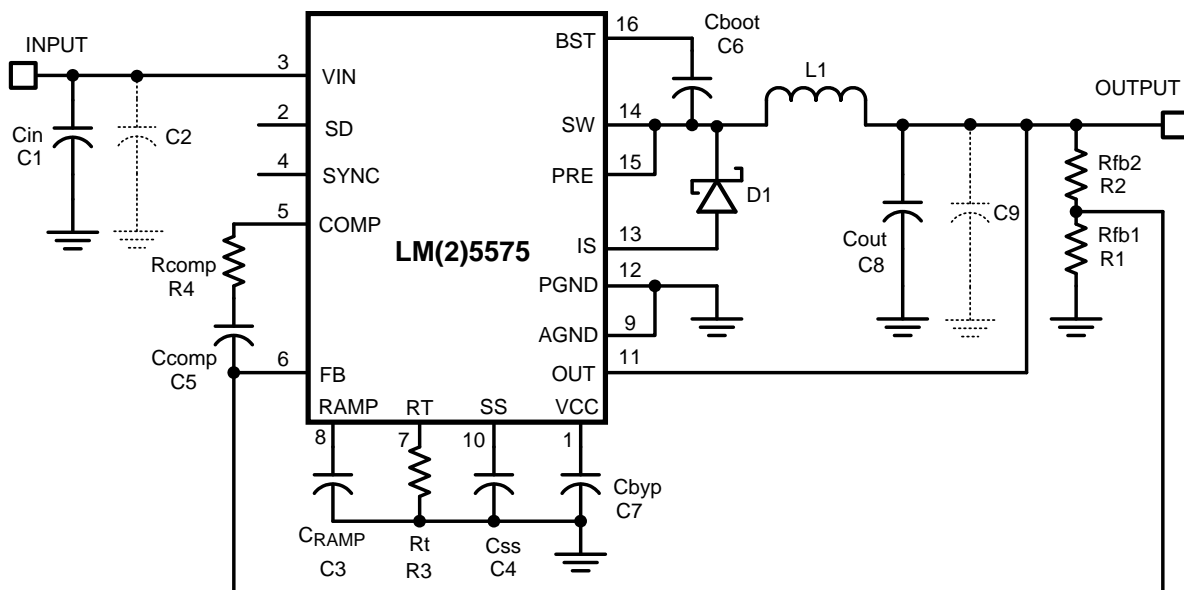 INPUT
3
VIN
Cin
C1
C2
2
SD
4
SYNC
5
COMP
Rcomp
R4
Ccomp
C5
6
FB
LM(2)5575
16
BST
Cboot
C6
L1
OUTPUT
14
SW
15
PRE
D1
13
IS
12
PGND
9
AGND
11
OUT
Cout
C8
C9
Rfb2
R2
Rfb1
R1
RAMP
RT
SS
VCC
8
7
10
1
CRAMP
C3
Rt
R3
Css
C4
Cbyp
C7